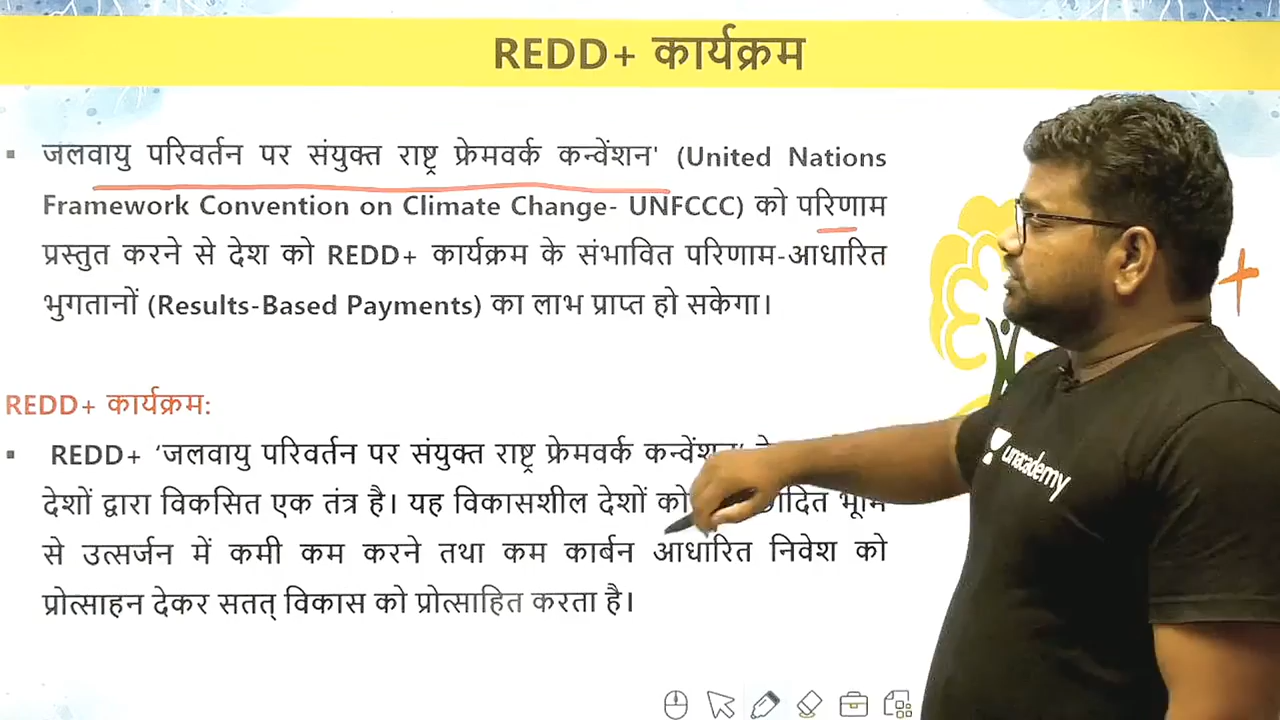 REDD+ कार्यक्रम
जलवायु परिवर्तन पर संयुक्त राष्ट्र फ्रेमवर्क कन्वेंशन' (United Nations
Framework Convention on Climate Change- UNFCCC) को परिणाम
प्रस्तुत करने से देश को REDD+ कार्यक्रम के संभावित परिणाम-आधारित
भुगतानों (Results-Based Payments) का लाभ प्राप्त हो सकेगा।
+
REDD+ कार्यक्रम:
REDD+ ‘जलवायु परिवर्तन पर संयुक्त राष्ट्र फ्रेमवर्क
देशों द्वारा विकसित एक तंत्र है। यह विकासशील देशों को भूमि
से उत्सर्जन में कमी कम करने तथा कम कार्बन आधारित निवेश को
प्रोत्साहन देकर सतत् विकास को प्रोत्साहित करता है।
unacademy